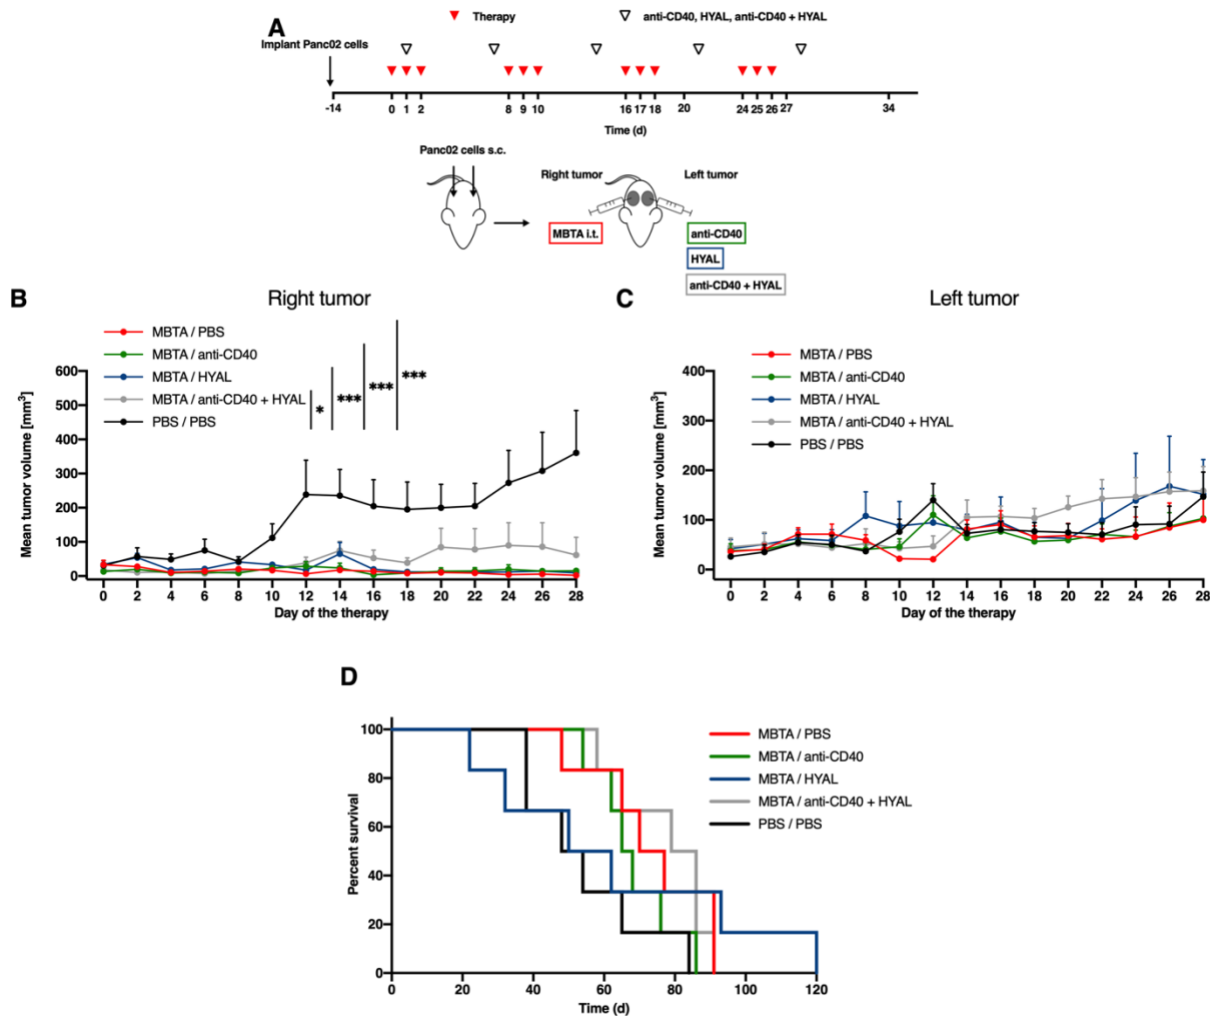 A
Therapy
anti-CD40, HYAL, anti-CD40 + HYAL
Implant Panc02 cells
-14 0 1 2 8 9 10 16 17 18 20 24 25 26 27 34
Time (d)
Panc02 cells s.c.
Right tumor
Left tumor
MBTA i.t.
anti-CD40
HYAL
anti-CD40 + HYAL
B
Right tumor
MBTA / PBS
MBTA / anti-CD40
MBTA / HYAL
MBTA / anti-CD40 + HYAL
PBS / PBS
* *** *** ***
Mean tumor volume [mm³]
600
500
400
300
200
100
0
0 2 4 6 8 10 12 14 16 18 20 22 24 26 28
Day of the therapy
C
Left tumor
MBTA / PBS
MBTA / anti-CD40
MBTA / HYAL
MBTA / anti-CD40 + HYAL
PBS / PBS
Mean tumor volume [mm³]
400
300
200
100
0
0 2 4 6 8 10 12 14 16 18 20 22 24 26 28
Day of the therapy
D
MBTA / PBS
MBTA / anti-CD40
MBTA / HYAL
MBTA / anti-CD40 + HYAL
PBS / PBS
Percent survival
100
80
60
40
20
0
0 20 40 60 80 100 120
Time (d)